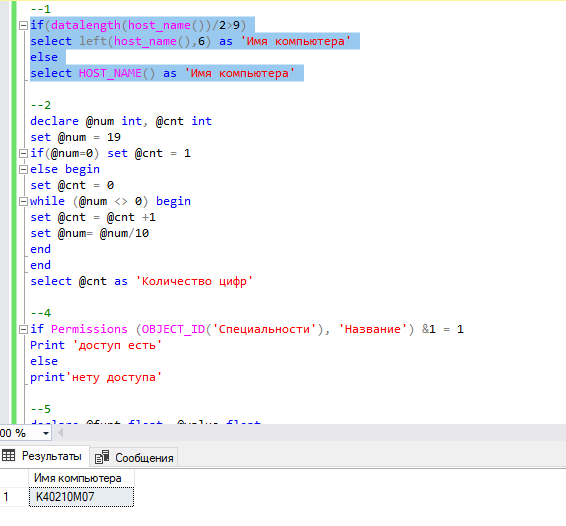 --1
if(datalength(host_name())/2>9)
select left(host_name(),6) as 'Имя компьютера'
else
select HOST_NAME() as 'Имя компьютера'
--2
declare @num int, @cnt int
set @num = 19
if(@num=0) set @cnt = 1
else begin
set @cnt = 0
while (@num <> 0) begin
set @cnt = @cnt +1
set @num= @num/10
end
end
select @cnt as 'Количество цифр'
--4
if Permissions (OBJECT_ID('Специальности'), 'Название') &1 = 1
Print 'доступ есть'
else
print'нету доступа'
--5
00 %
Результаты Сообщения
Имя компьютера
1 K40210M07